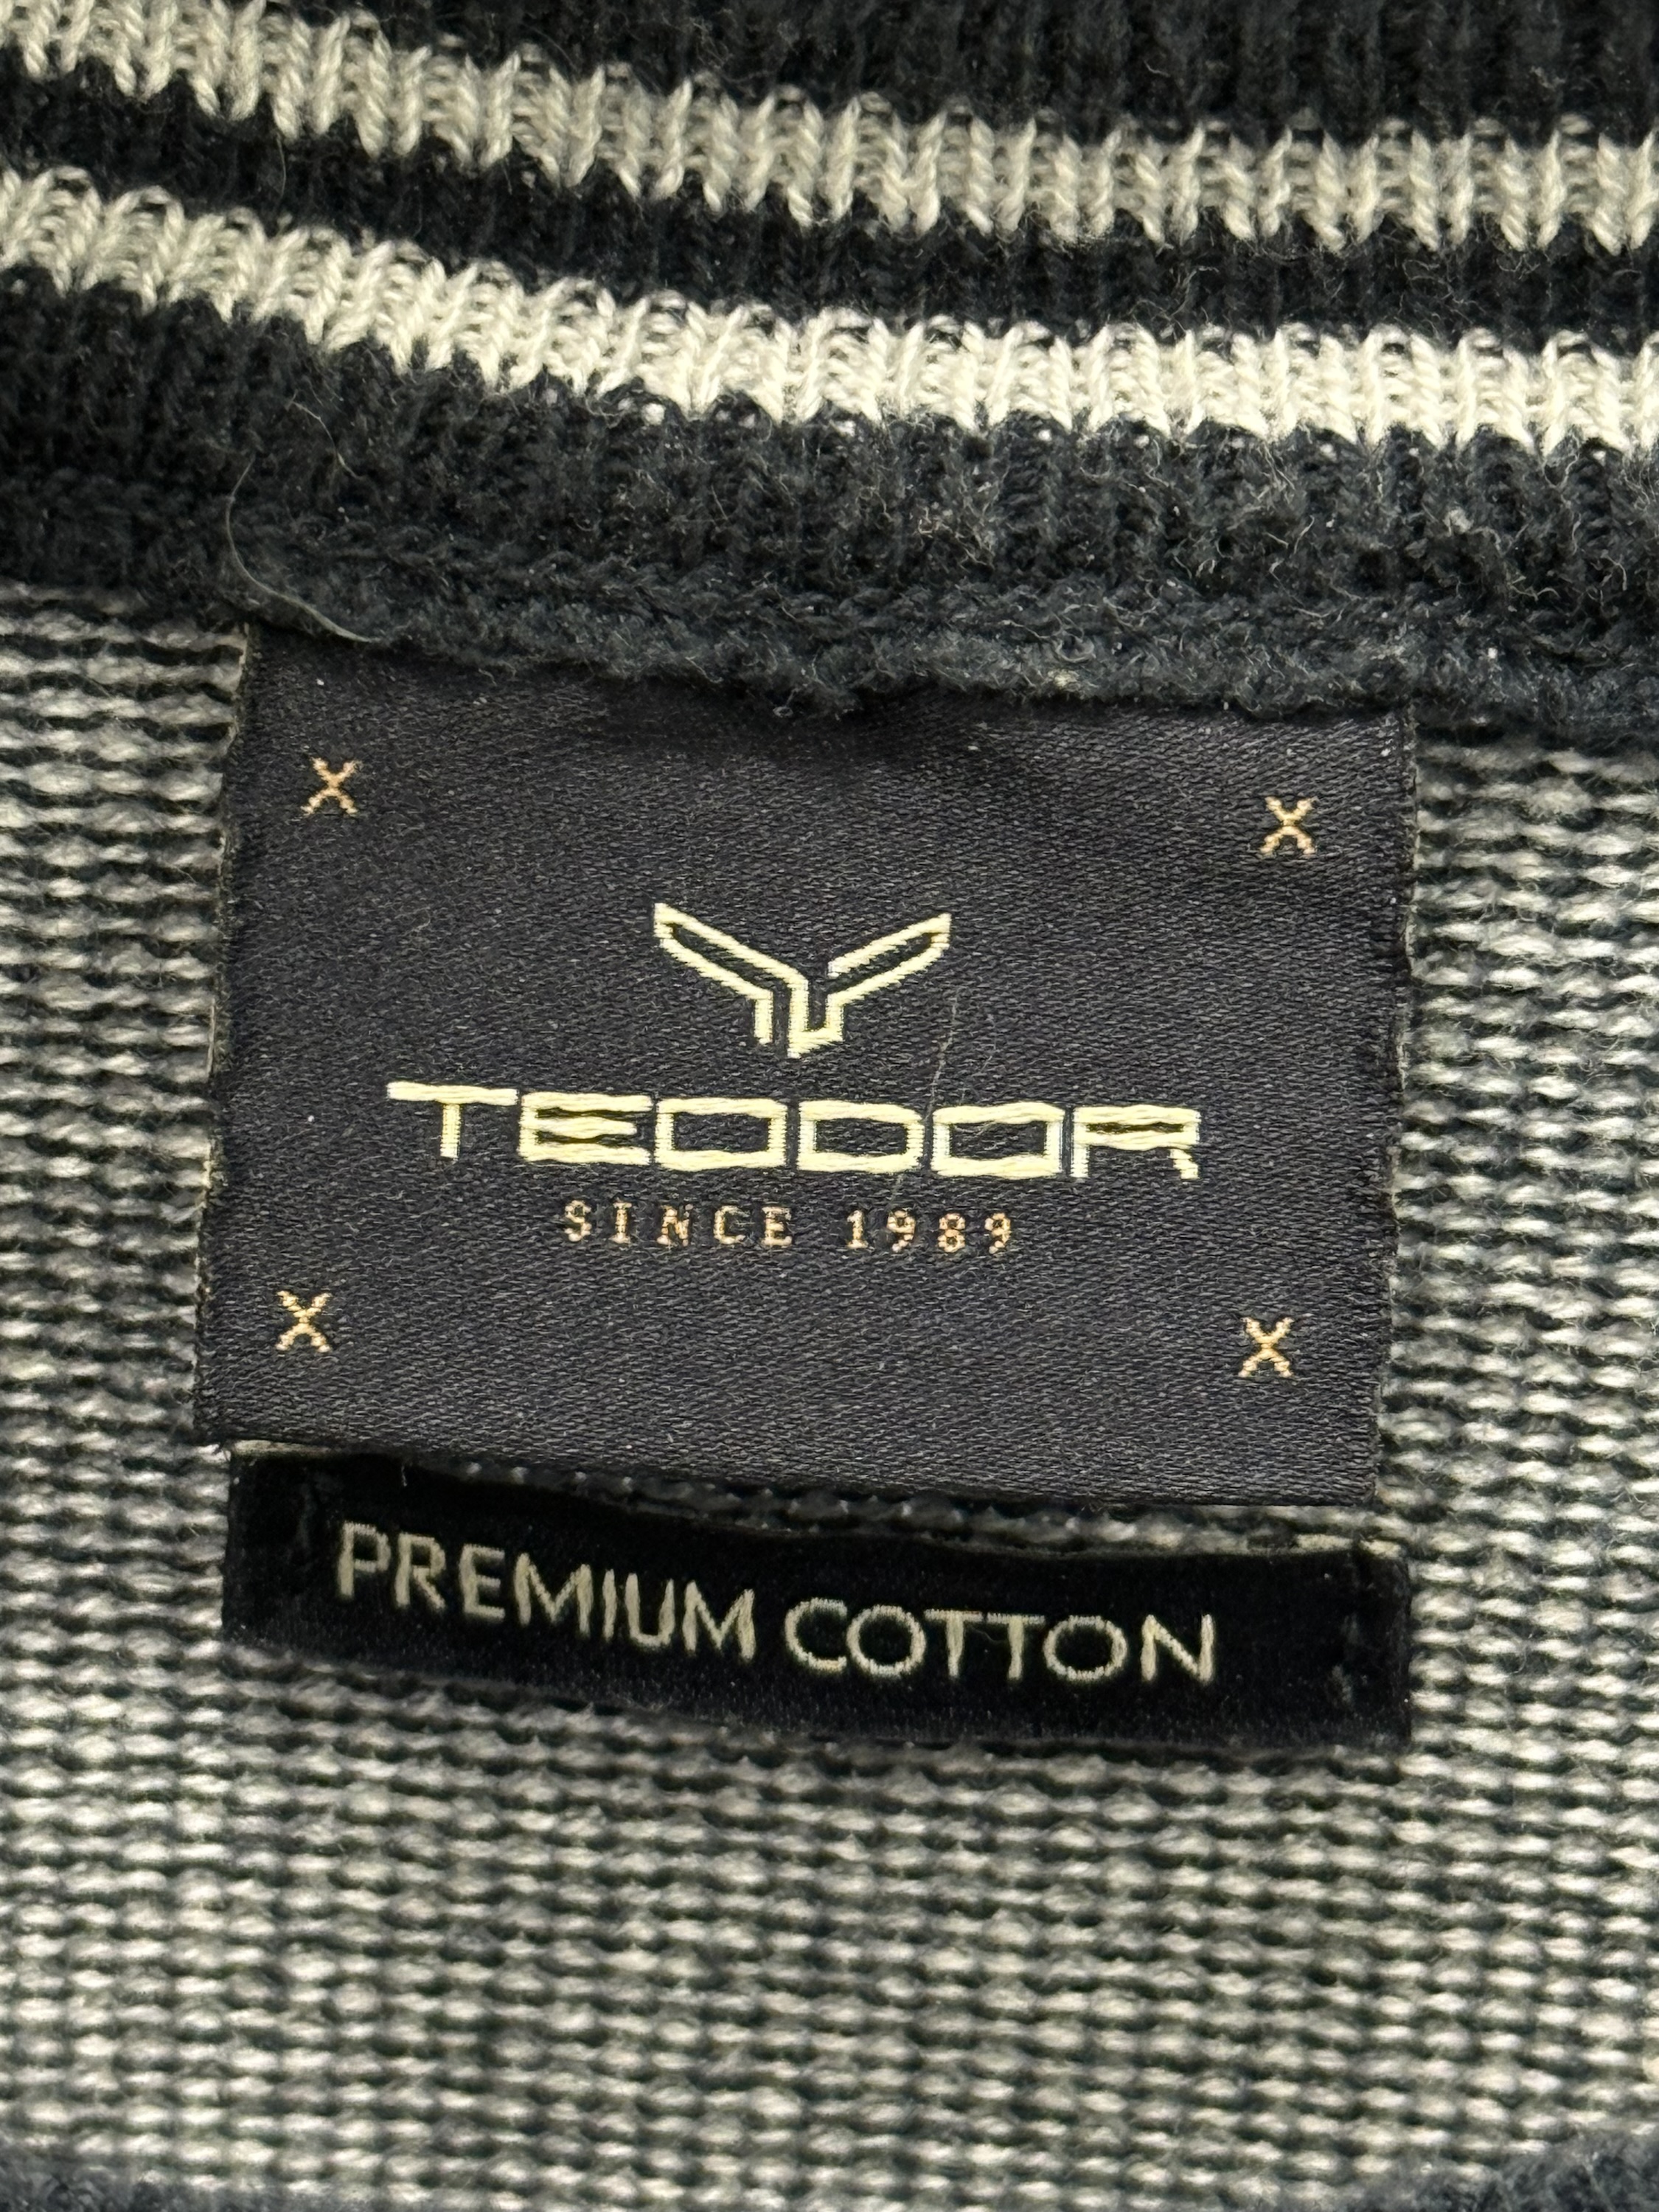 X X
TEODOR
SINCE 1989
X X
PREMIUM COTTON